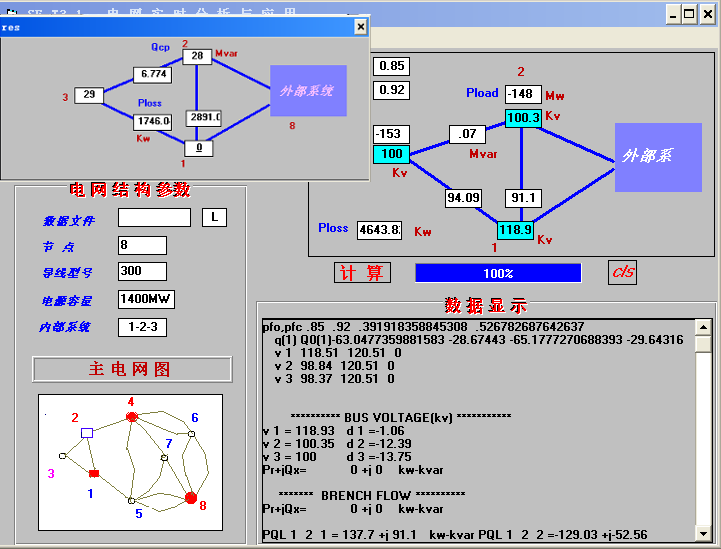 SE-T3.1 电网实时分析与应用
res
Qcp
2
28
Mvar
6.774
3
29
Ploss
1746.0
2891.0
Kw
0
1
外部系统
8
0.85
0.92
2
Pload
-148
Mw
100.3
Kv
-153
100
Kv
.07
Mvar
外部系
94.09
91.1
Ploss
4643.8
Kw
118.9
Kv
1
电网结构参数
数据文件
L
节 点
8
导线型号
300
电源容量
1400MW
内部系统
1-2-3
计 算
100%
cls
主电网图
4
2
6
7
3
1
5
8
数据显示
pfo,pfc .85 .92 .391918358845308 .526782687642637
q(1) Q0(1)-63.0477359881583 -28.67443 -65.1777270688393 -29.64316
v 1 118.51 120.51 0
v 2 98.84 120.51 0
v 3 98.37 120.51 0
********** BUS VOLTAGE(kv) ***********
v 1 = 118.93 d 1 =-1.06
v 2 = 100.35 d 2 =-12.39
v 3 = 100 d 3 =-13.75
Pr+jQx= 0 +j 0 kw-kvar
******* BRENCH FLOW **********
Pr+jQx= 0 +j 0 kw-kvar
PQL 1 2 1 = 137.7 +j 91.1 kw-kvar PQL 1 2 2 =-129.03 +j-52.56